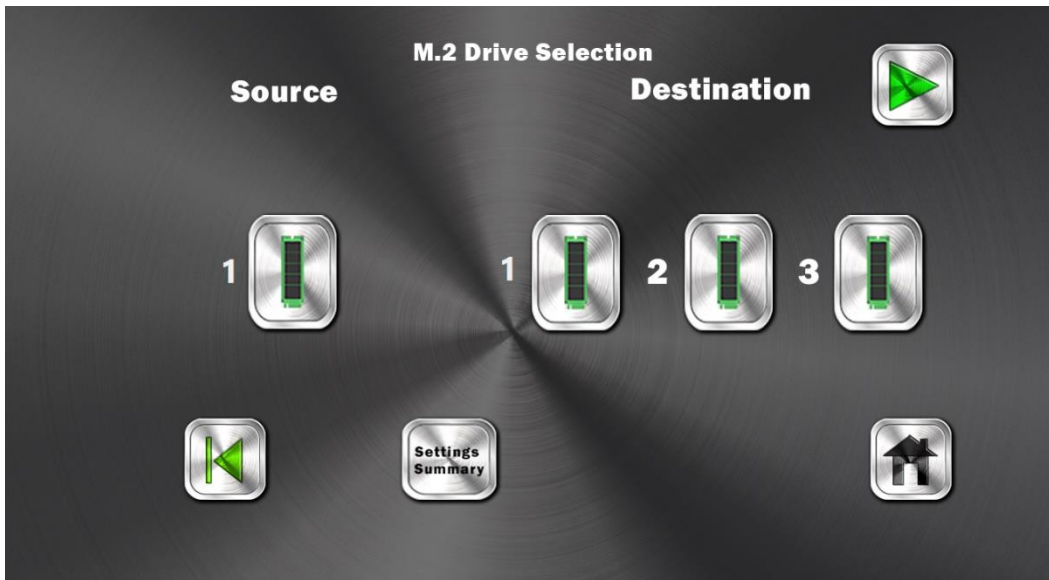 M.2 Drive Selection
Source
Destination
1
1
2
3
Settings
Summary